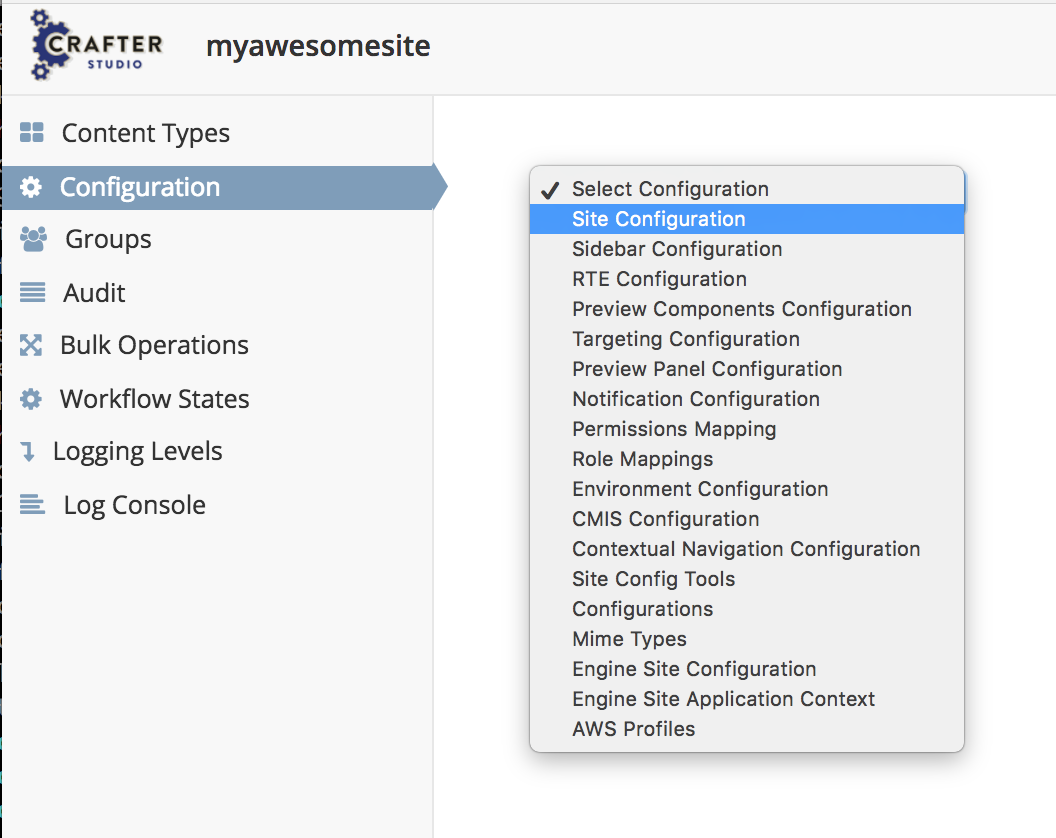 CRAFTER
STUDIO
myawesomesite
Content Types
Configuration
Groups
Audit
Bulk Operations
Workflow States
Logging Levels
Log Console
Select Configuration
Site Configuration
Sidebar Configuration
RTE Configuration
Preview Components Configuration
Targeting Configuration
Preview Panel Configuration
Notification Configuration
Permissions Mapping
Role Mappings
Environment Configuration
CMIS Configuration
Contextual Navigation Configuration
Site Config Tools
Configurations
Mime Types
Engine Site Configuration
Engine Site Application Context
AWS Profiles